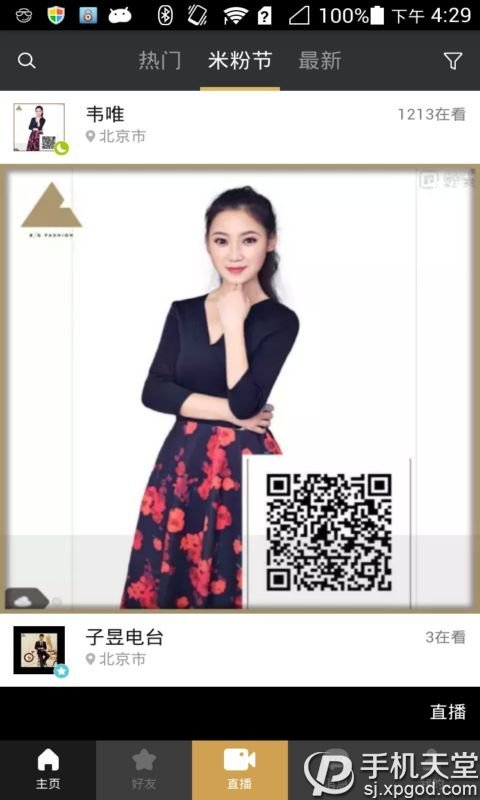 100% 下午 4:29
热门 米粉节 最新
韦唯 1213在看
北京市
B/G FASHION
子昱电台 3在看
北京市
直播
主页 好友 直播
手机天堂
sj.xpgod.com